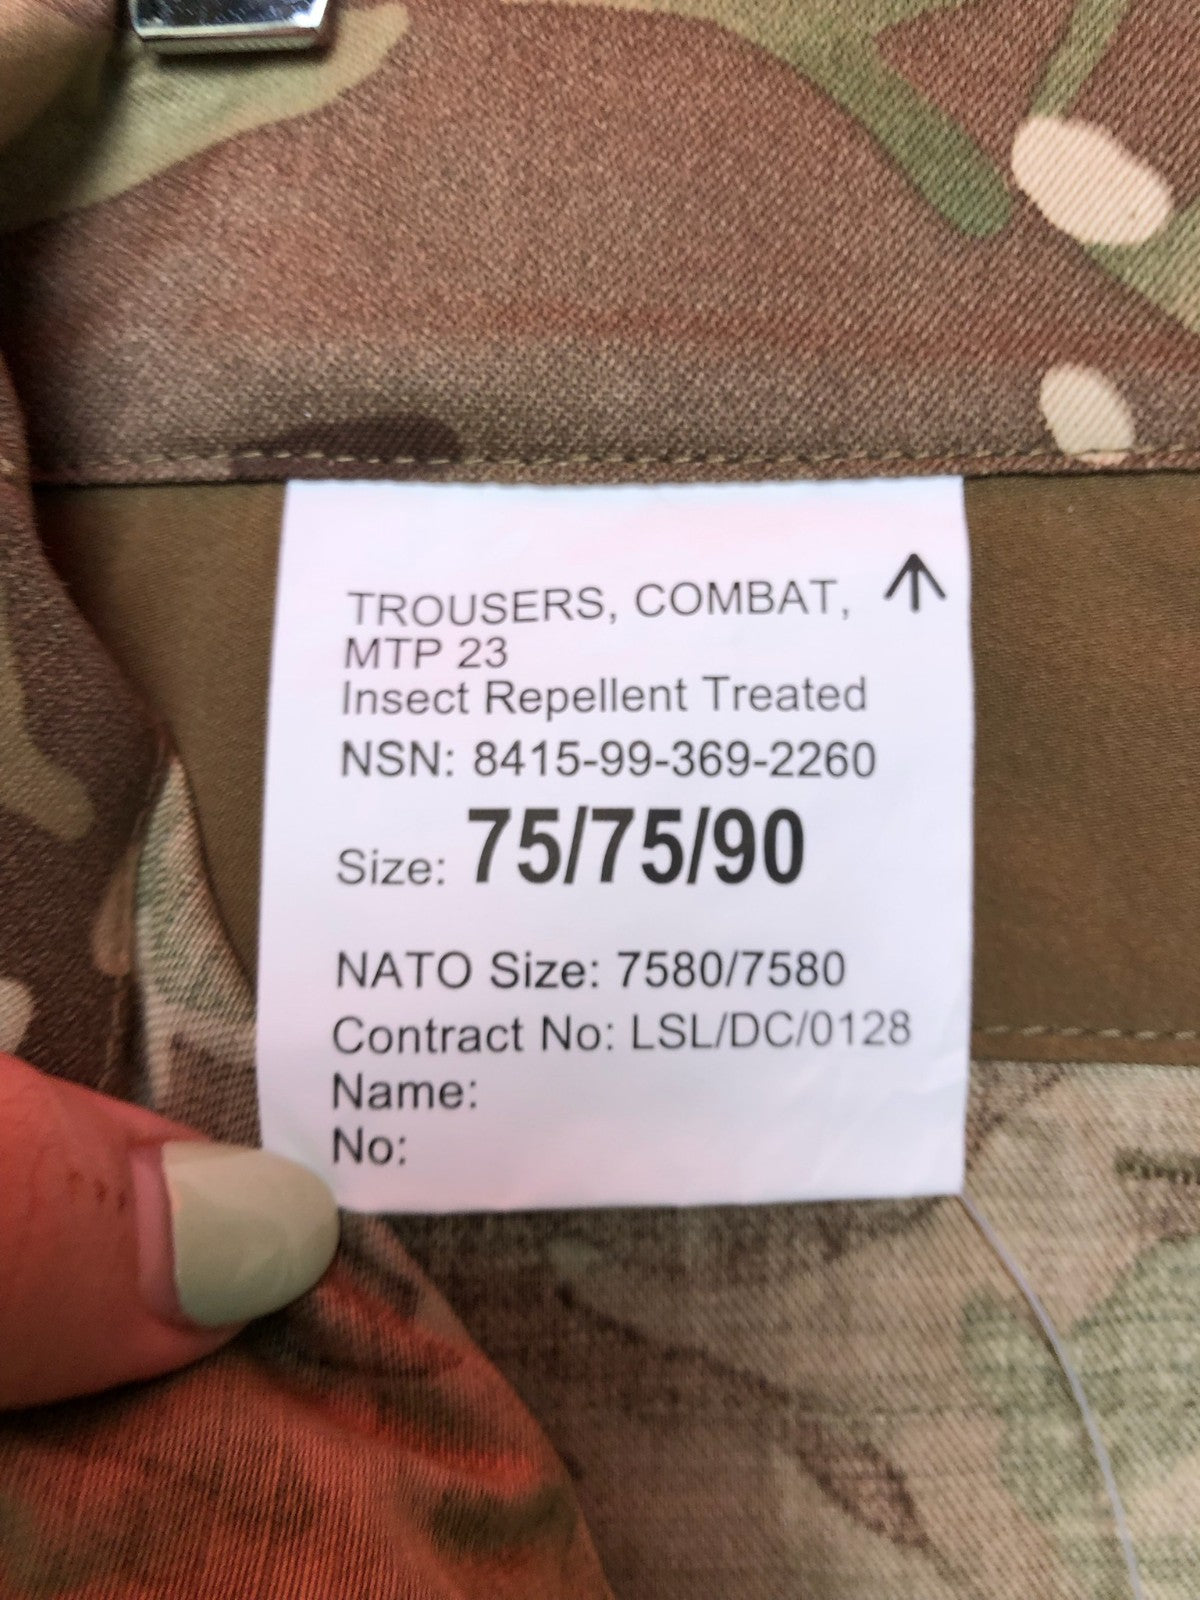 TROUSERS, COMBAT,
MTP 23
Insect Repellent Treated
NSN: 8415-99-369-2260
Size: 75/75/90
NATO Size: 7580/7580
Contract No: LSL/DC/0128
Name:
No: